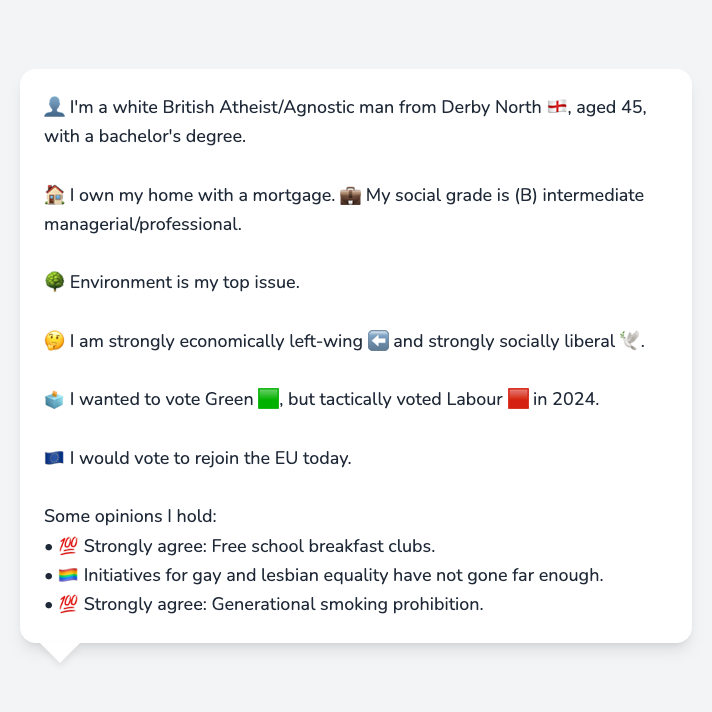 👤 I'm a white British Atheist/Agnostic man from Derby North 🏴󠁧󠁢󠁥󠁮󠁧󠁿, aged 45,
with a bachelor's degree.
🏠 I own my home with a mortgage. 💼 My social grade is (B) intermediate
managerial/professional.
🌳 Environment is my top issue.
🤔 I am strongly economically left-wing ⬅️ and strongly socially liberal 🕊️.
🗳️ I wanted to vote Green 🟩, but tactically voted Labour 🟥 in 2024.
🇪🇺 I would vote to rejoin the EU today.
Some opinions I hold:
• 💯 Strongly agree: Free school breakfast clubs.
• 🏳️‍🌈 Initiatives for gay and lesbian equality have not gone far enough.
• 💯 Strongly agree: Generational smoking prohibition.